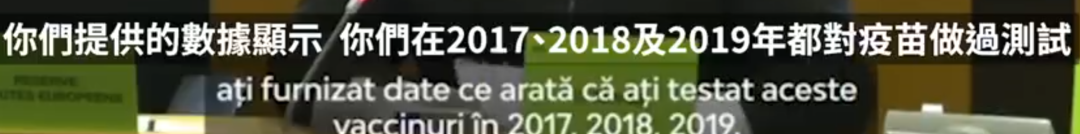 你們提供的數據顯示 你們在2017、2018及2019年都對疫苗做過測試
ați furnizat date ce arată că ați testat aceste
vaccinuri în 2017, 2018, 2019.
RESERVE